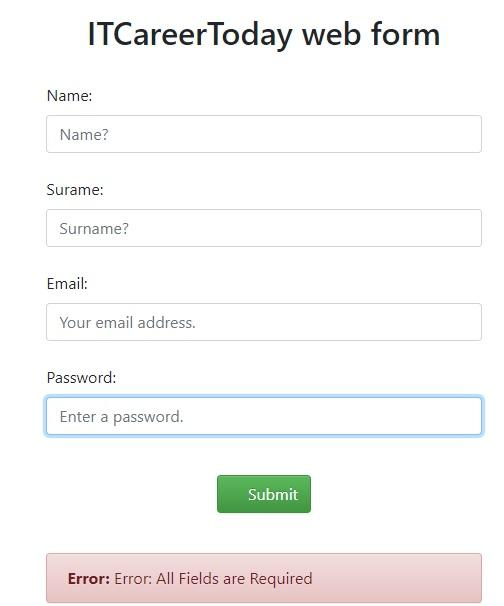 ITCareerToday web form
Name:
Name?
Surame:
Surname?
Email:
Your email address.
Password:
Enter a password.
Submit
Error: Error: All Fields are Required